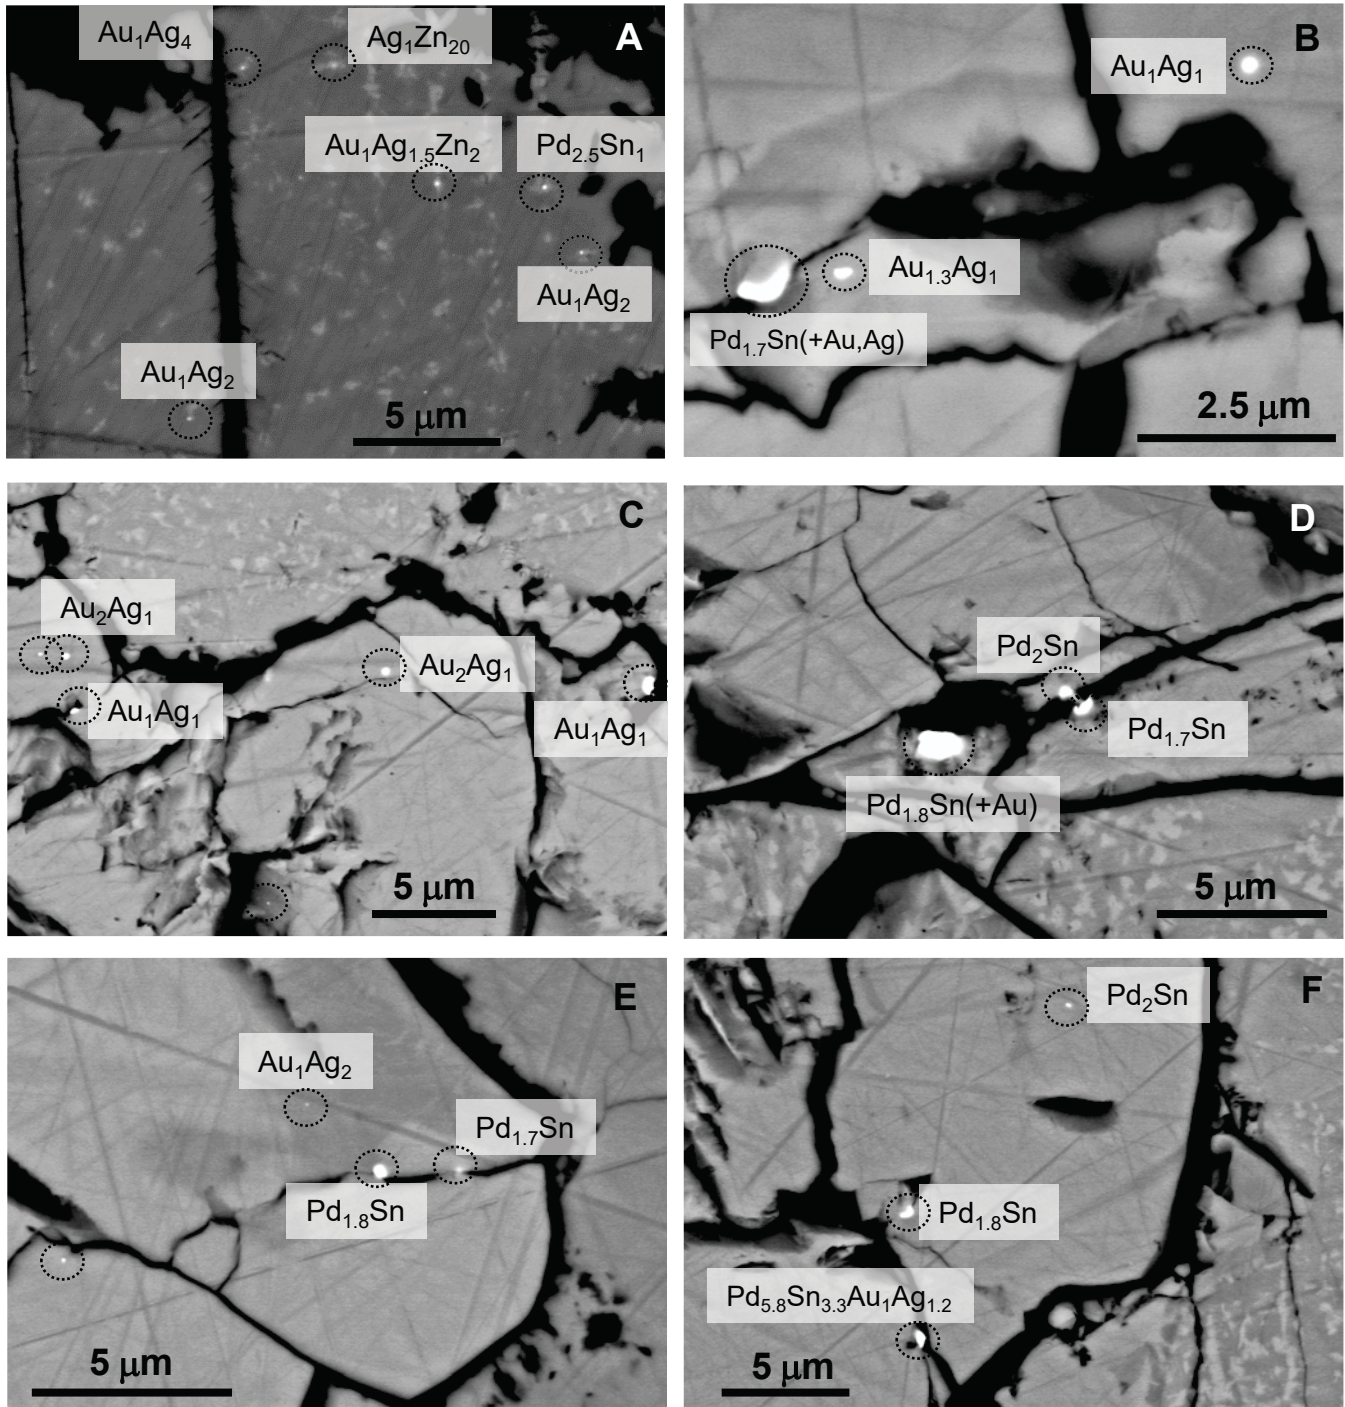 A
Au₁Ag₄
Ag₁Zn₂₀
Au₁Ag₁.₅Zn₂
Pd₂.₅Sn₁
Au₁Ag₂
Au₁Ag₂
5 μm
B
Au₁Ag₁
Au₁.₃Ag₁
Pd₁.₇Sn(+Au,Ag)
2.5 μm
C
Au₂Ag₁
Au₂Ag₁
Au₁Ag₁
Au₁Ag₁
5 μm
D
Pd₂Sn
Pd₁.₇Sn
Pd₁.₈Sn(+Au)
5 μm
E
Au₁Ag₂
Pd₁.₇Sn
Pd₁.₈Sn
5 μm
F
Pd₂Sn
Pd₁.₈Sn
Pd₅.₈Sn₃.₃Au₁Ag₁.₂
5 μm